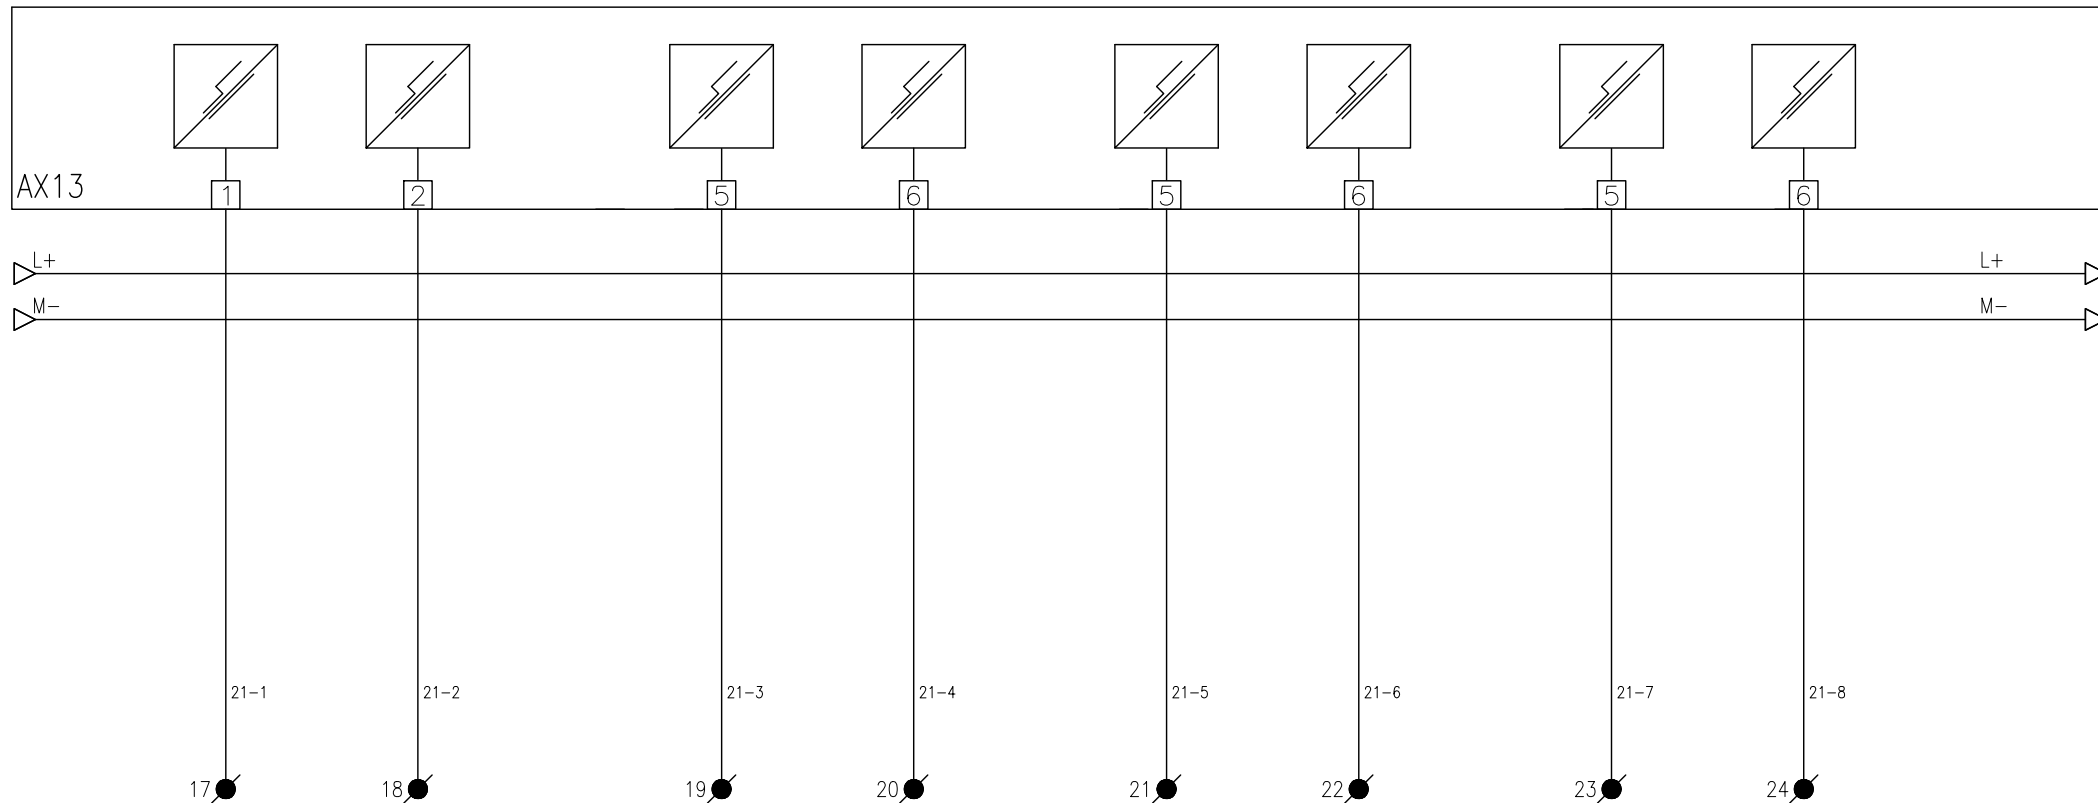 AX13
1 2 5 6 5 6 5 6
L+ L+
M- M-
21-1 21-2 21-3 21-4 21-5 21-6 21-7 21-8
17 18 19 20 21 22 23 24